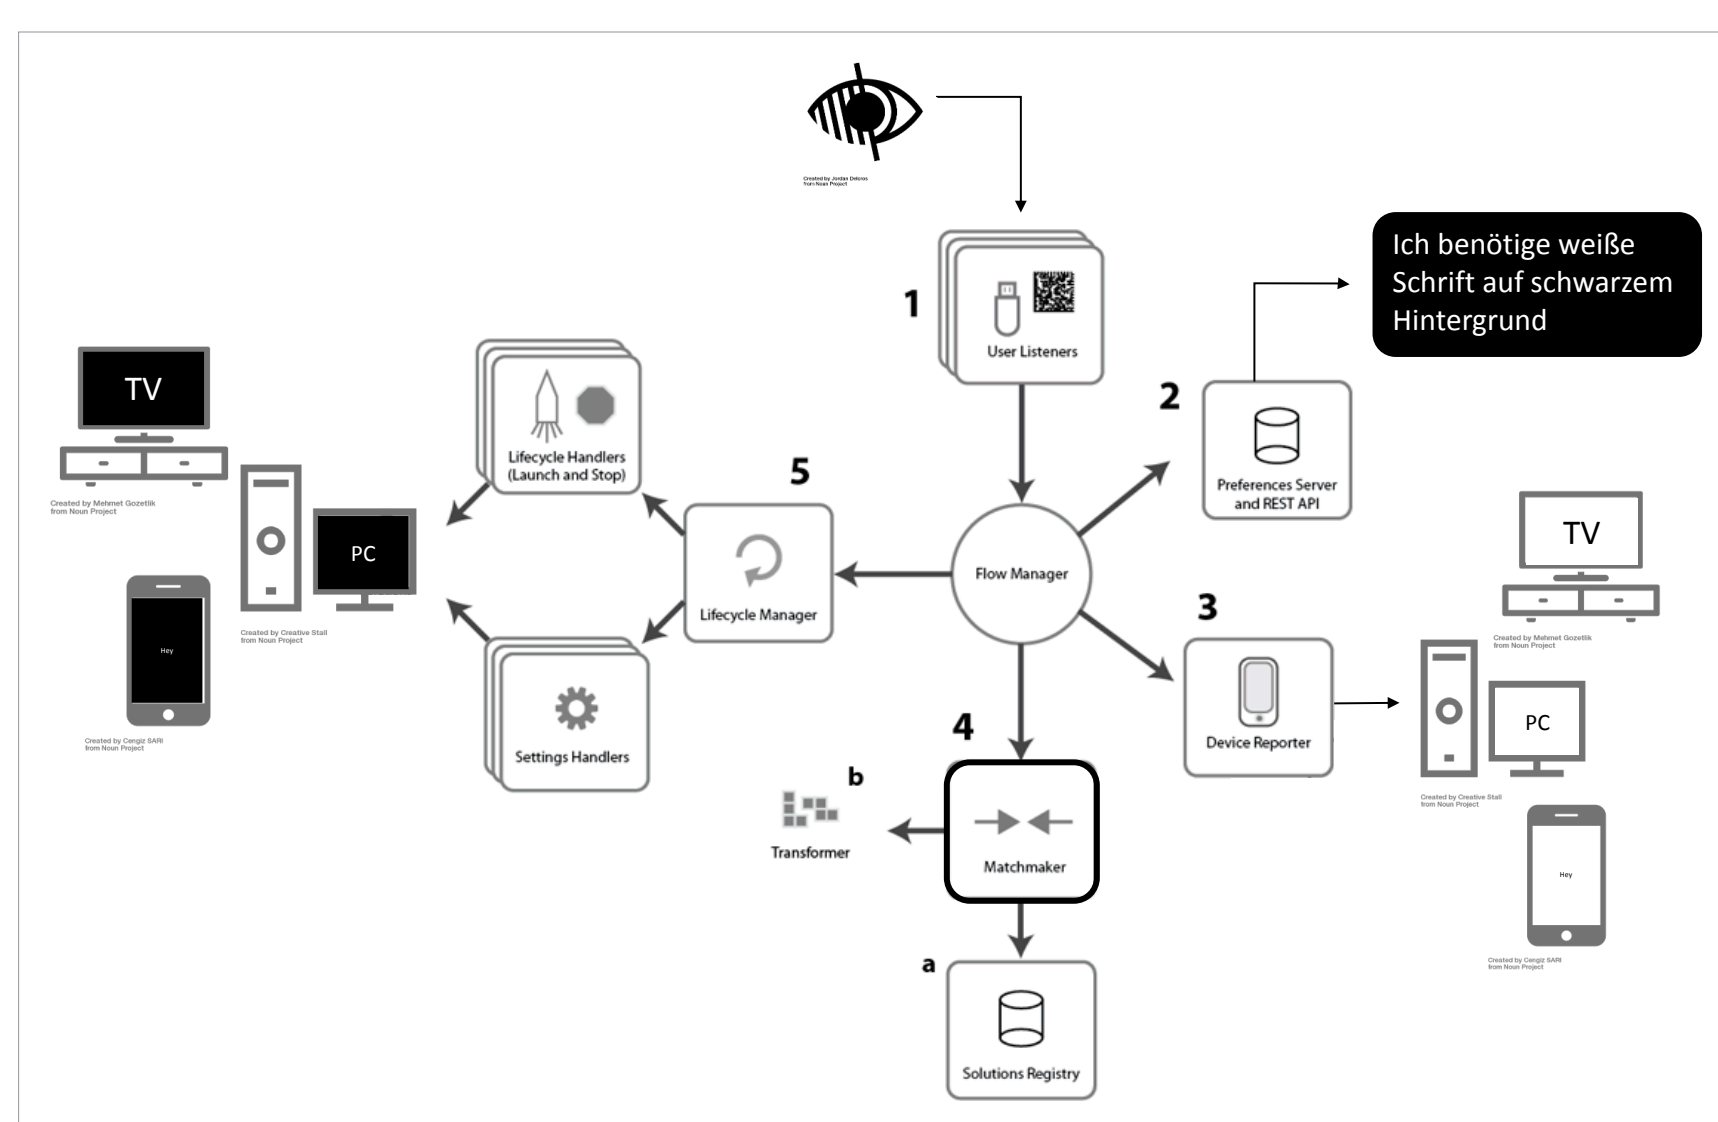 Created by Jordan Delcros
from Noun Project
1
User Listeners
Ich benötige weiße
Schrift auf schwarzem
Hintergrund
2
Preferences Server
and REST API
TV
Created by Mehmet Gozetlik
from Noun Project
PC
Created by Creative Stall
from Noun Project
Hey
Created by Cengiz SARI
from Noun Project
Lifecycle Handlers
(Launch and Stop)
5
Lifecycle Manager
Settings Handlers
Flow Manager
3
Device Reporter
TV
Created by Mehmet Gozetlik
from Noun Project
PC
Created by Creative Stall
from Noun Project
Hey
Created by Cengiz SARI
from Noun Project
4
Matchmaker
b
Transformer
a
Solutions Registry